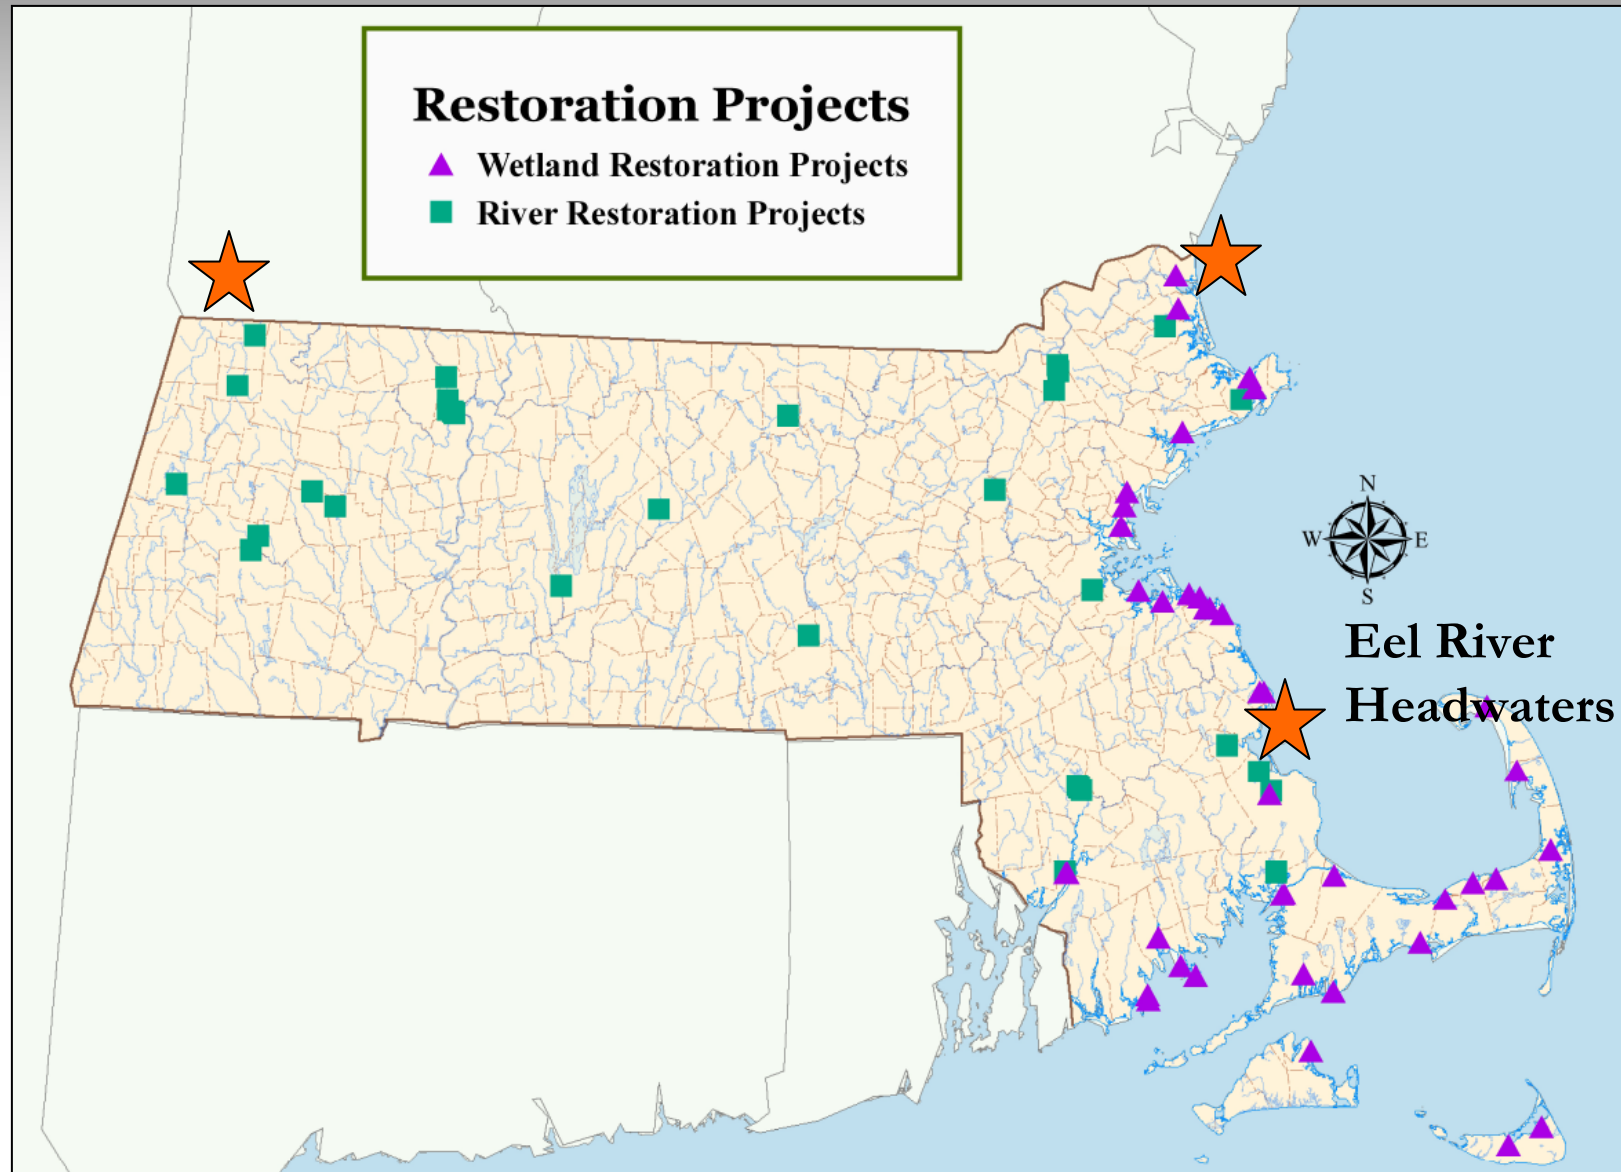 Restoration Projects
Wetland Restoration Projects
River Restoration Projects
N
W E
S
Eel River
Headwaters